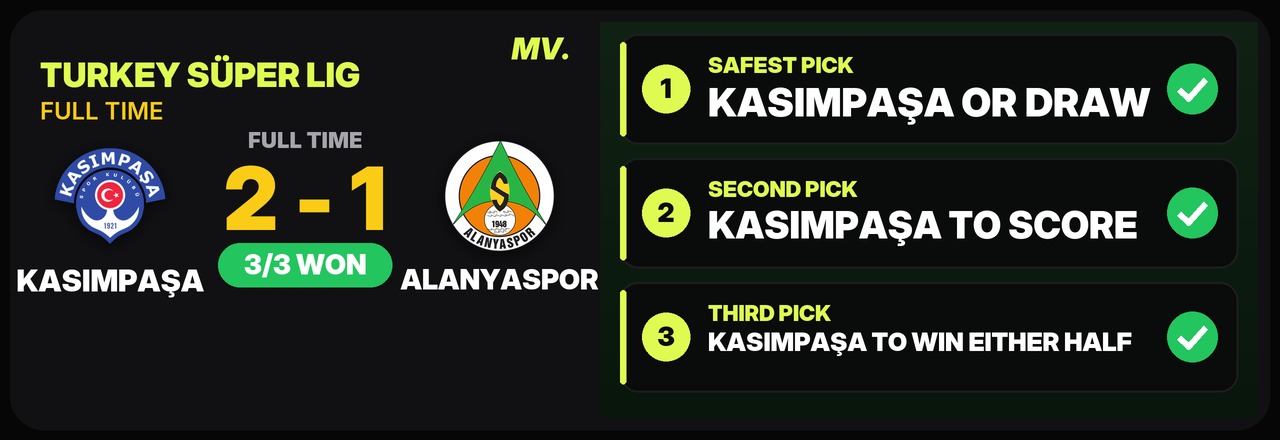 MV.
TURKEY SÜPER LIG
FULL TIME
FULL TIME
2 - 1
3/3 WON
KASIMPAŞA
SPOR KULÜBÜ
1921
KASIMPAŞA
1948
ALANYASPOR
ALANYASPOR
1
SAFEST PICK
KASIMPAŞA OR DRAW
2
SECOND PICK
KASIMPAŞA TO SCORE
3
THIRD PICK
KASIMPAŞA TO WIN EITHER HALF